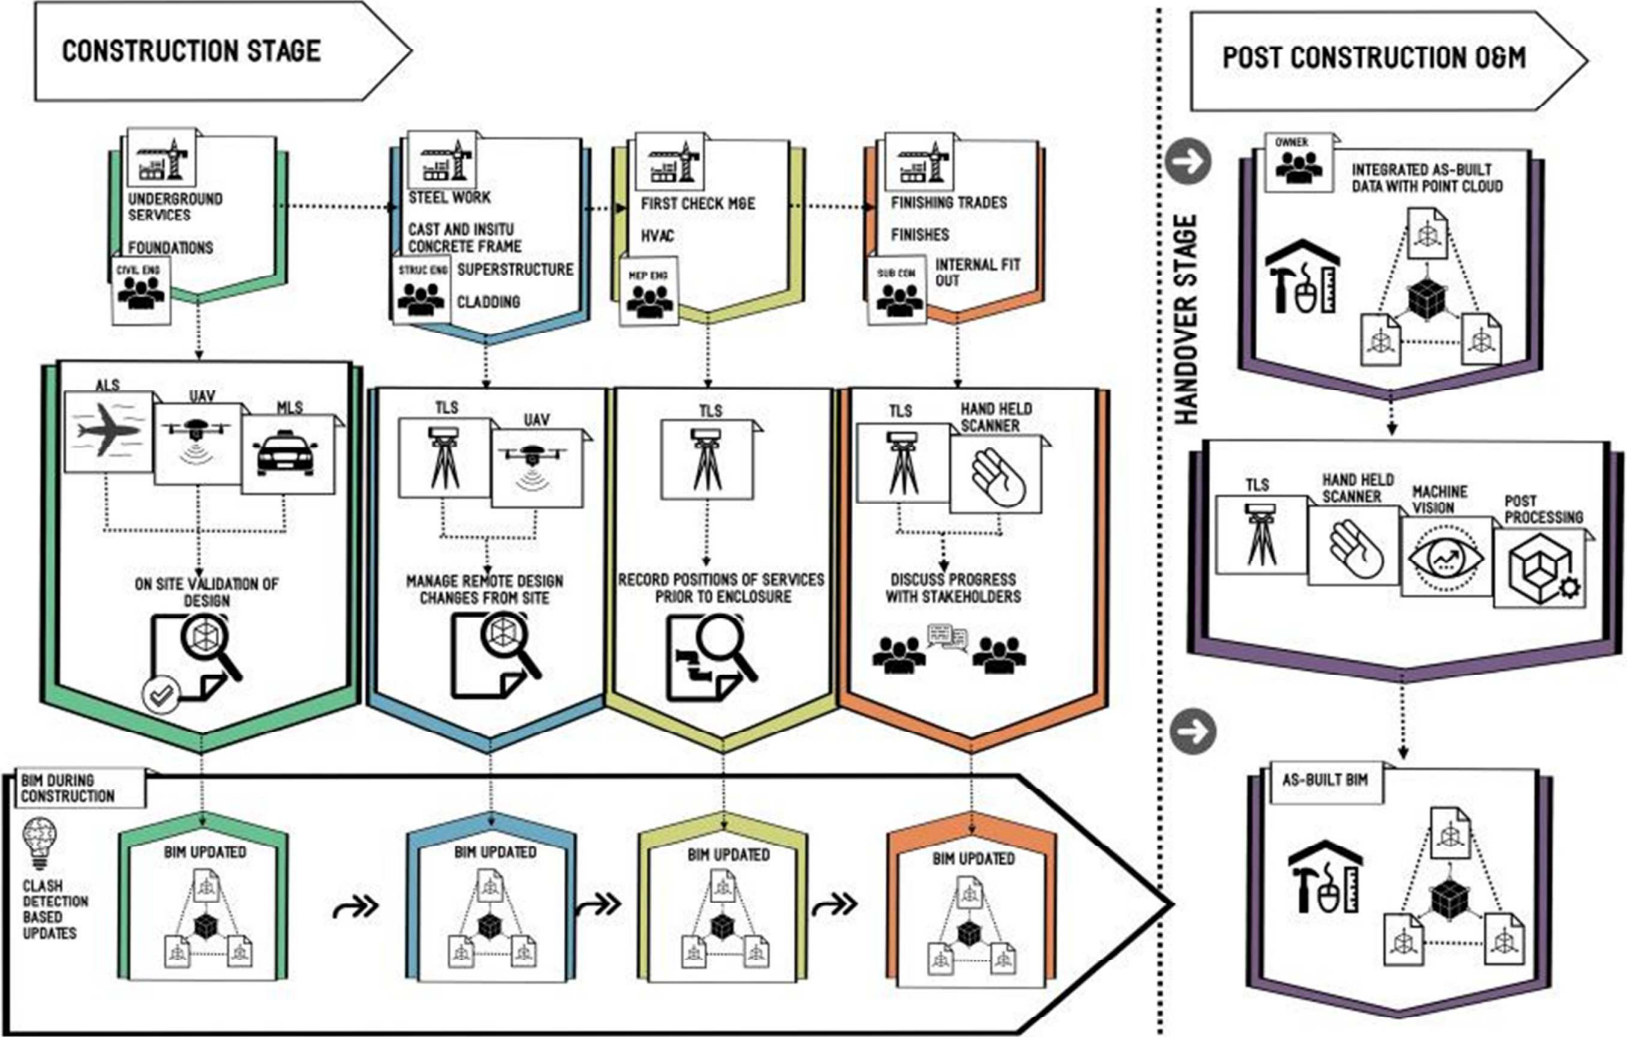 CONSTRUCTION STAGE
POST CONSTRUCTION O&M
UNDERGROUND
SERVICES
FOUNDATIONS
CIVIL ENG
STEEL WORK
CAST AND INSITU
CONCRETE FRAME
STRUC ENG
SUPERSTRUCTURE
CLADDING
FIRST CHECK M&E
HVAC
MEP ENG
FINISHING TRADES
FINISHES
INTERNAL FIT
OUT
SUB CON
ALS
UAV
MLS
ON SITE VALIDATION OF
DESIGN
TLS
UAV
MANAGE REMOTE DESIGN
CHANGES FROM SITE
TLS
RECORD POSITIONS OF SERVICES
PRIOR TO ENCLOSURE
TLS
HAND HELD
SCANNER
DISCUSS PROGRESS
WITH STAKEHOLDERS
BIM DURING
CONSTRUCTION
CLASH
DETECTION
BASED
UPDATES
BIM UPDATED
BIM UPDATED
BIM UPDATED
BIM UPDATED
HANDOVER STAGE
OWNER
INTEGRATED AS-BUILT
DATA WITH POINT CLOUD
TLS
HAND HELD
SCANNER
MACHINE
VISION
POST
PROCESSING
AS-BUILT BIM